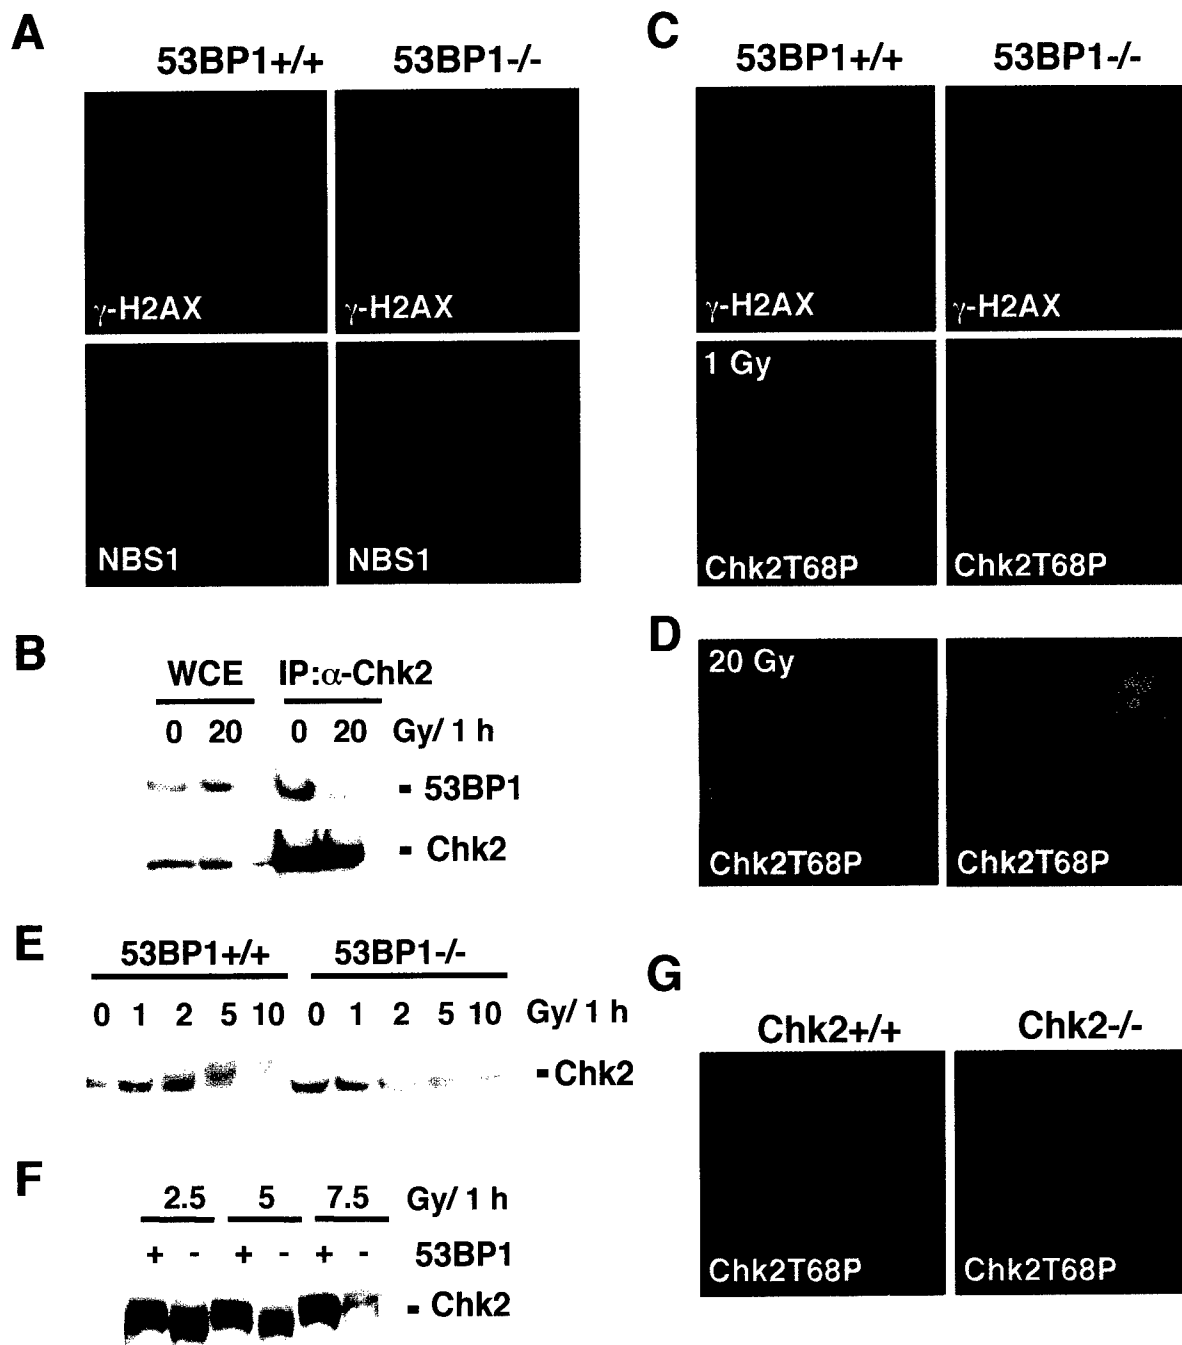 A
53BP1+/+ 53BP1-/-
γ-H2AX γ-H2AX
NBS1 NBS1
B
WCE IP:α-Chk2
0 20 0 20 Gy/ 1 h
- 53BP1
- Chk2
E
53BP1+/+ 53BP1-/-
0 1 2 5 10 0 1 2 5 10 Gy/ 1 h
-Chk2
F
2.5 5 7.5 Gy/ 1 h
+ - + - + - 53BP1
- Chk2
C
53BP1+/+ 53BP1-/-
γ-H2AX γ-H2AX
1 Gy
Chk2T68P Chk2T68P
D
20 Gy
Chk2T68P Chk2T68P
G
Chk2+/+ Chk2-/-
Chk2T68P Chk2T68P